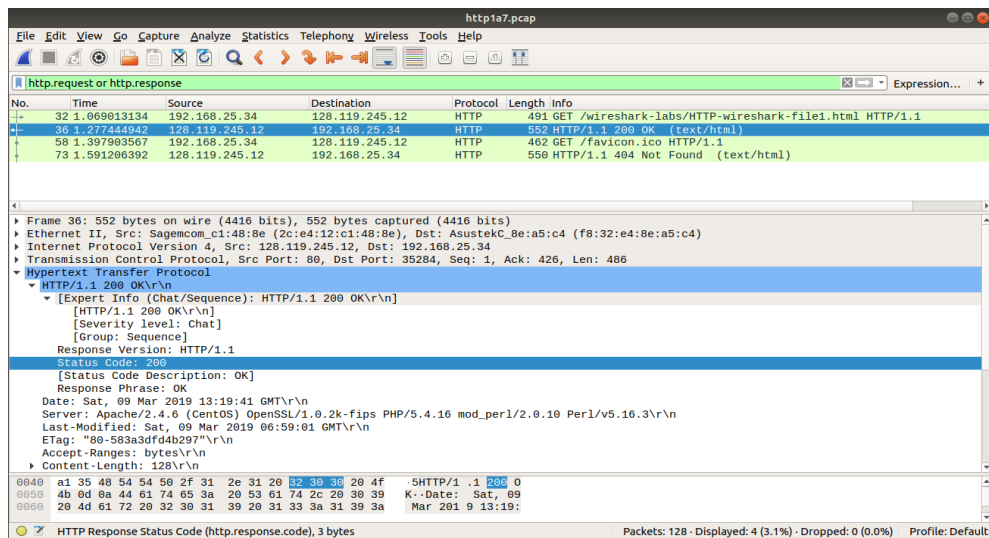 http1a7.pcap
File Edit View Go Capture Analyze Statistics Telephony Wireless Tools Help
http.request or http.response Expression... +
No. Time Source Destination Protocol Length Info
32 1.069013134 192.168.25.34 128.119.245.12 HTTP 491 GET /wireshark-labs/HTTP-wireshark-file1.html HTTP/1.1
36 1.277444942 128.119.245.12 192.168.25.34 HTTP 552 HTTP/1.1 200 OK (text/html)
58 1.397903567 192.168.25.34 128.119.245.12 HTTP 462 GET /favicon.ico HTTP/1.1
73 1.591206392 128.119.245.12 192.168.25.34 HTTP 550 HTTP/1.1 404 Not Found (text/html)
Frame 36: 552 bytes on wire (4416 bits), 552 bytes captured (4416 bits)
Ethernet II, Src: Sagemcom_c1:48:8e (2c:e4:12:c1:48:8e), Dst: AsustekC_8e:a5:c4 (f8:32:e4:8e:a5:c4)
Internet Protocol Version 4, Src: 128.119.245.12, Dst: 192.168.25.34
Transmission Control Protocol, Src Port: 80, Dst Port: 35284, Seq: 1, Ack: 426, Len: 486
Hypertext Transfer Protocol
HTTP/1.1 200 OK\r\n
[Expert Info (Chat/Sequence): HTTP/1.1 200 OK\r\n]
[HTTP/1.1 200 OK\r\n]
[Severity level: Chat]
[Group: Sequence]
Response Version: HTTP/1.1
Status Code: 200
[Status Code Description: OK]
Response Phrase: OK
Date: Sat, 09 Mar 2019 13:19:41 GMT\r\n
Server: Apache/2.4.6 (CentOS) OpenSSL/1.0.2k-fips PHP/5.4.16 mod_perl/2.0.10 Perl/v5.16.3\r\n
Last-Modified: Sat, 09 Mar 2019 06:59:01 GMT\r\n
ETag: "80-583a3dfd4b297"\r\n
Accept-Ranges: bytes\r\n
Content-Length: 128\r\n
0040 a1 35 48 54 54 50 2f 31 2e 31 20 32 30 30 20 4f ·5HTTP/1 .1 200 O
0050 4b 0d 0a 44 61 74 65 3a 20 53 61 74 2c 20 30 39 K··Date: Sat, 09
0060 20 4d 61 72 20 32 30 31 39 20 31 33 3a 31 39 3a Mar 201 9 13:19:
HTTP Response Status Code (http.response.code), 3 bytes Packets: 128 · Displayed: 4 (3.1%) · Dropped: 0 (0.0%) Profile: Default